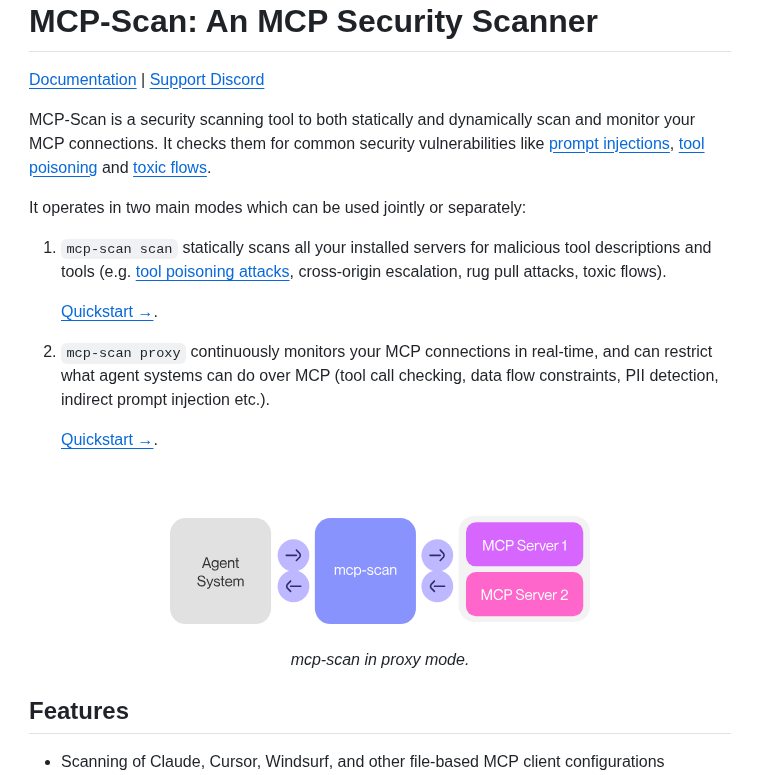 MCP-Scan: An MCP Security Scanner
Documentation | Support Discord
MCP-Scan is a security scanning tool to both statically and dynamically scan and monitor your
MCP connections. It checks them for common security vulnerabilities like prompt injections, tool
poisoning and toxic flows.
It operates in two main modes which can be used jointly or separately:
1. mcp-scan scan statically scans all your installed servers for malicious tool descriptions and
tools (e.g. tool poisoning attacks, cross-origin escalation, rug pull attacks, toxic flows).
Quickstart →.
2. mcp-scan proxy continuously monitors your MCP connections in real-time, and can restrict
what agent systems can do over MCP (tool call checking, data flow constraints, PII detection,
indirect prompt injection etc.).
Quickstart →.
Agent
System
mcp-scan
MCP Server 1
MCP Server 2
mcp-scan in proxy mode.
Features
• Scanning of Claude, Cursor, Windsurf, and other file-based MCP client configurations